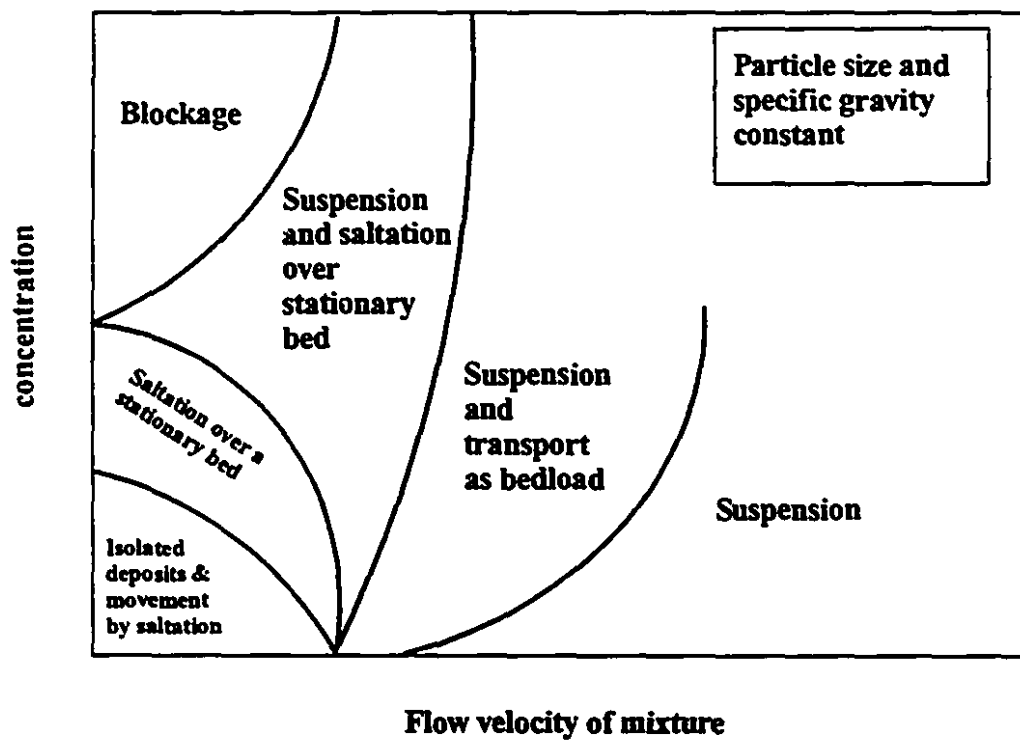 Particle size and
specific gravity
constant
Blockage
Suspension
and saltation
over
stationary
bed
concentration
Saltation over a
stationary bed
Suspension
and
transport
as bedload
Suspension
Isolated
deposits &
movement
by saltation
Flow velocity of mixture